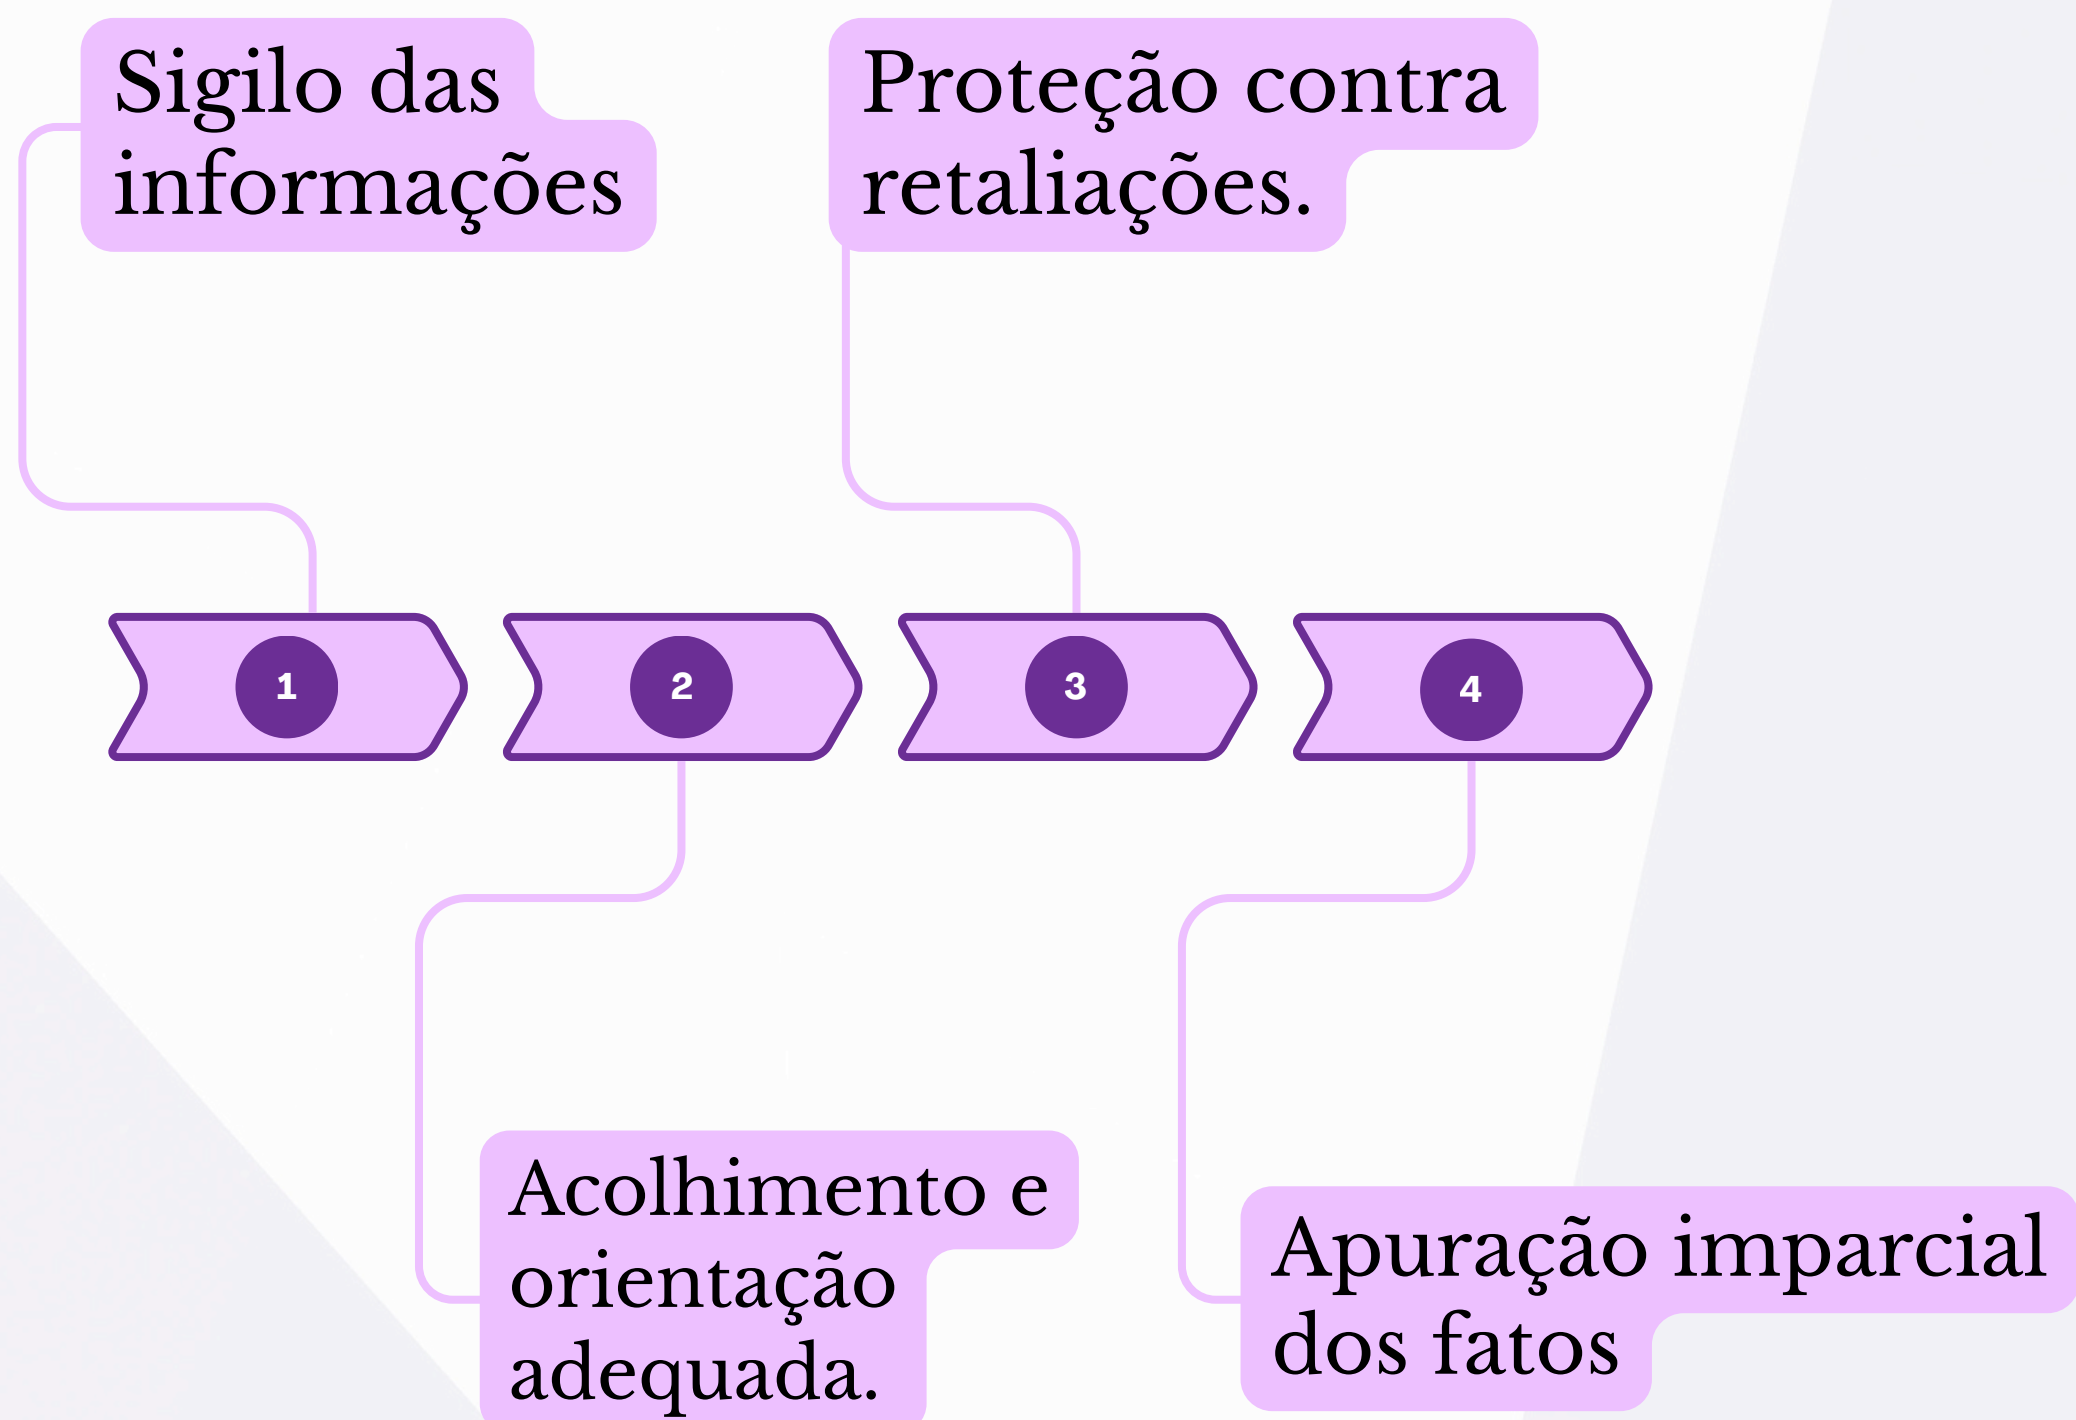 Sigilo das
informações
Proteção contra
retaliações.
1
2
3
4
Acolhimento e
orientação
adequada.
Apuração imparcial
dos fatos